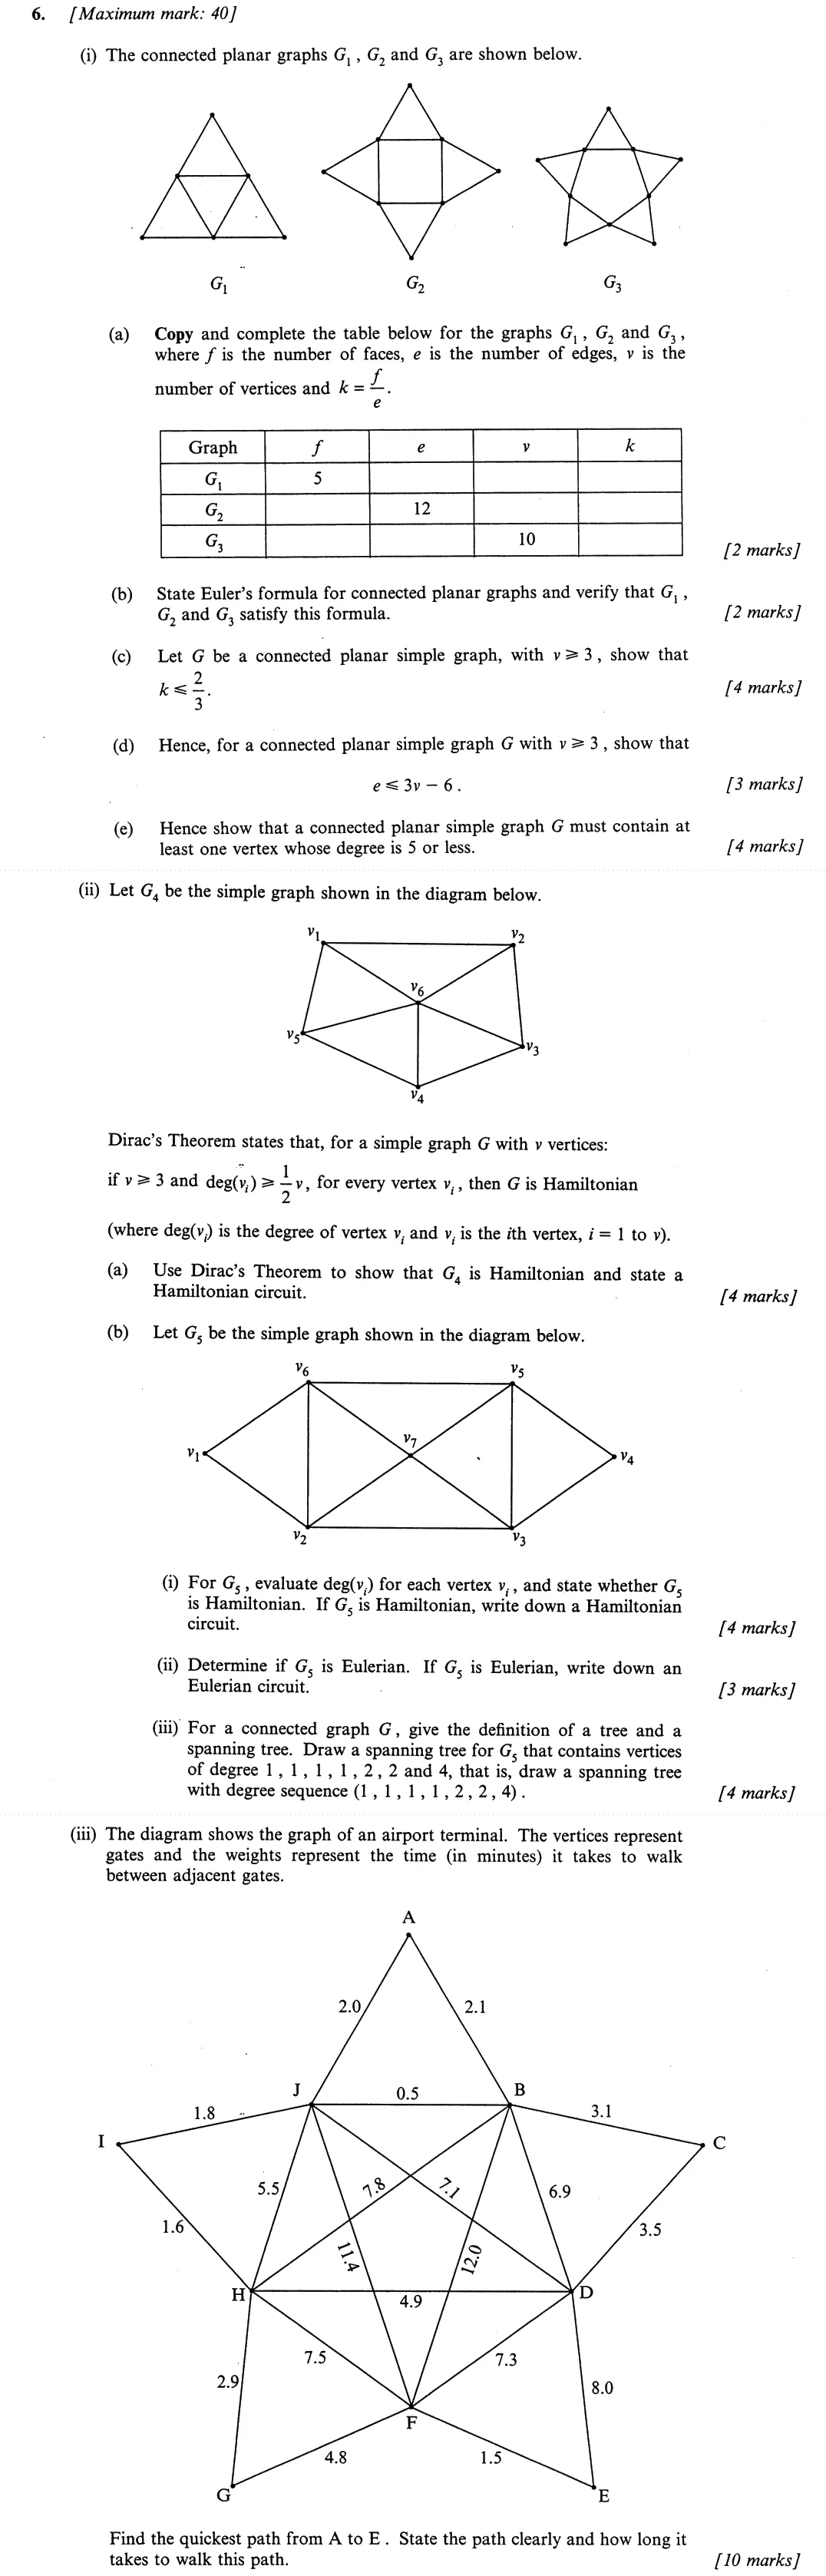 6. [Maximum mark: 40]
(i) The connected planar graphs G₁ , G₂ and G₃ are shown below.
G₁
G₂
G₃
(a) Copy and complete the table below for the graphs G₁ , G₂ and G₃ ,
where f is the number of faces, e is the number of edges, v is the
number of vertices and k = f/e .
Graph f e v k
G₁ 5
G₂ 12
G₃ 10
[2 marks]
(b) State Euler's formula for connected planar graphs and verify that G₁ ,
G₂ and G₃ satisfy this formula. [2 marks]
(c) Let G be a connected planar simple graph, with v ⩾ 3 , show that
k ⩽ 2/3 . [4 marks]
(d) Hence, for a connected planar simple graph G with v ⩾ 3 , show that
e ⩽ 3v − 6 . [3 marks]
(e) Hence show that a connected planar simple graph G must contain at
least one vertex whose degree is 5 or less. [4 marks]
(ii) Let G₄ be the simple graph shown in the diagram below.
v₁
v₂
v₆
v₅
v₃
v₄
Dirac's Theorem states that, for a simple graph G with v vertices:
if v ⩾ 3 and deg(vᵢ) ⩾ 1/2 v, for every vertex vᵢ , then G is Hamiltonian
(where deg(vᵢ) is the degree of vertex vᵢ and vᵢ is the ith vertex, i = 1 to v).
(a) Use Dirac's Theorem to show that G₄ is Hamiltonian and state a
Hamiltonian circuit. [4 marks]
(b) Let G₅ be the simple graph shown in the diagram below.
v₆
v₅
v₇
v₁
v₄
v₂
v₃
(i) For G₅ , evaluate deg(vᵢ) for each vertex vᵢ , and state whether G₅
is Hamiltonian. If G₅ is Hamiltonian, write down a Hamiltonian
circuit. [4 marks]
(ii) Determine if G₅ is Eulerian. If G₅ is Eulerian, write down an
Eulerian circuit. [3 marks]
(iii) For a connected graph G , give the definition of a tree and a
spanning tree. Draw a spanning tree for G₅ that contains vertices
of degree 1 , 1 , 1 , 1 , 2 , 2 and 4, that is, draw a spanning tree
with degree sequence (1 , 1 , 1 , 1 , 2 , 2 , 4) . [4 marks]
(iii) The diagram shows the graph of an airport terminal. The vertices represent
gates and the weights represent the time (in minutes) it takes to walk
between adjacent gates.
A
2.0
2.1
J
0.5
B
1.8
3.1
I
C
5.5
7.8
7.1
6.9
1.6
3.5
11.4
12.0
H
4.9
D
7.5
7.3
2.9
8.0
F
4.8
1.5
G
E
Find the quickest path from A to E . State the path clearly and how long it
takes to walk this path. [10 marks]